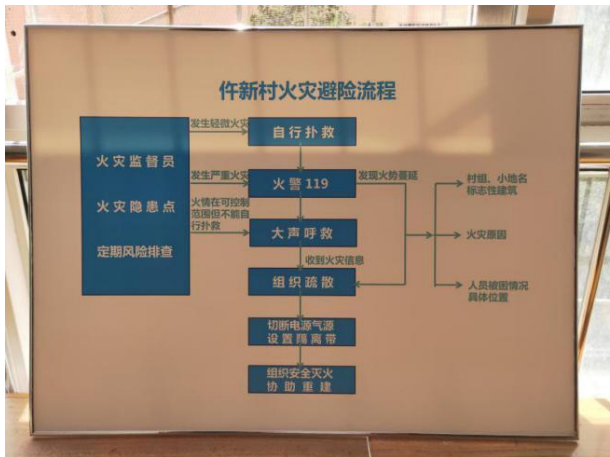 仵新村火灾避险流程
火灾监督员
火灾隐患点
定期风险排查
发生轻微火灾
自行扑救
发生严重火灾
火警119
发现火势蔓延
火情在可控制
范围但不能自
行扑救
大声呼救
收到火灾信息
组织疏散
切断电源气源
设置隔离带
组织安全灭火
协助重建
村组、小地名
标志性建筑
火灾原因
人员被困情况
具体位置